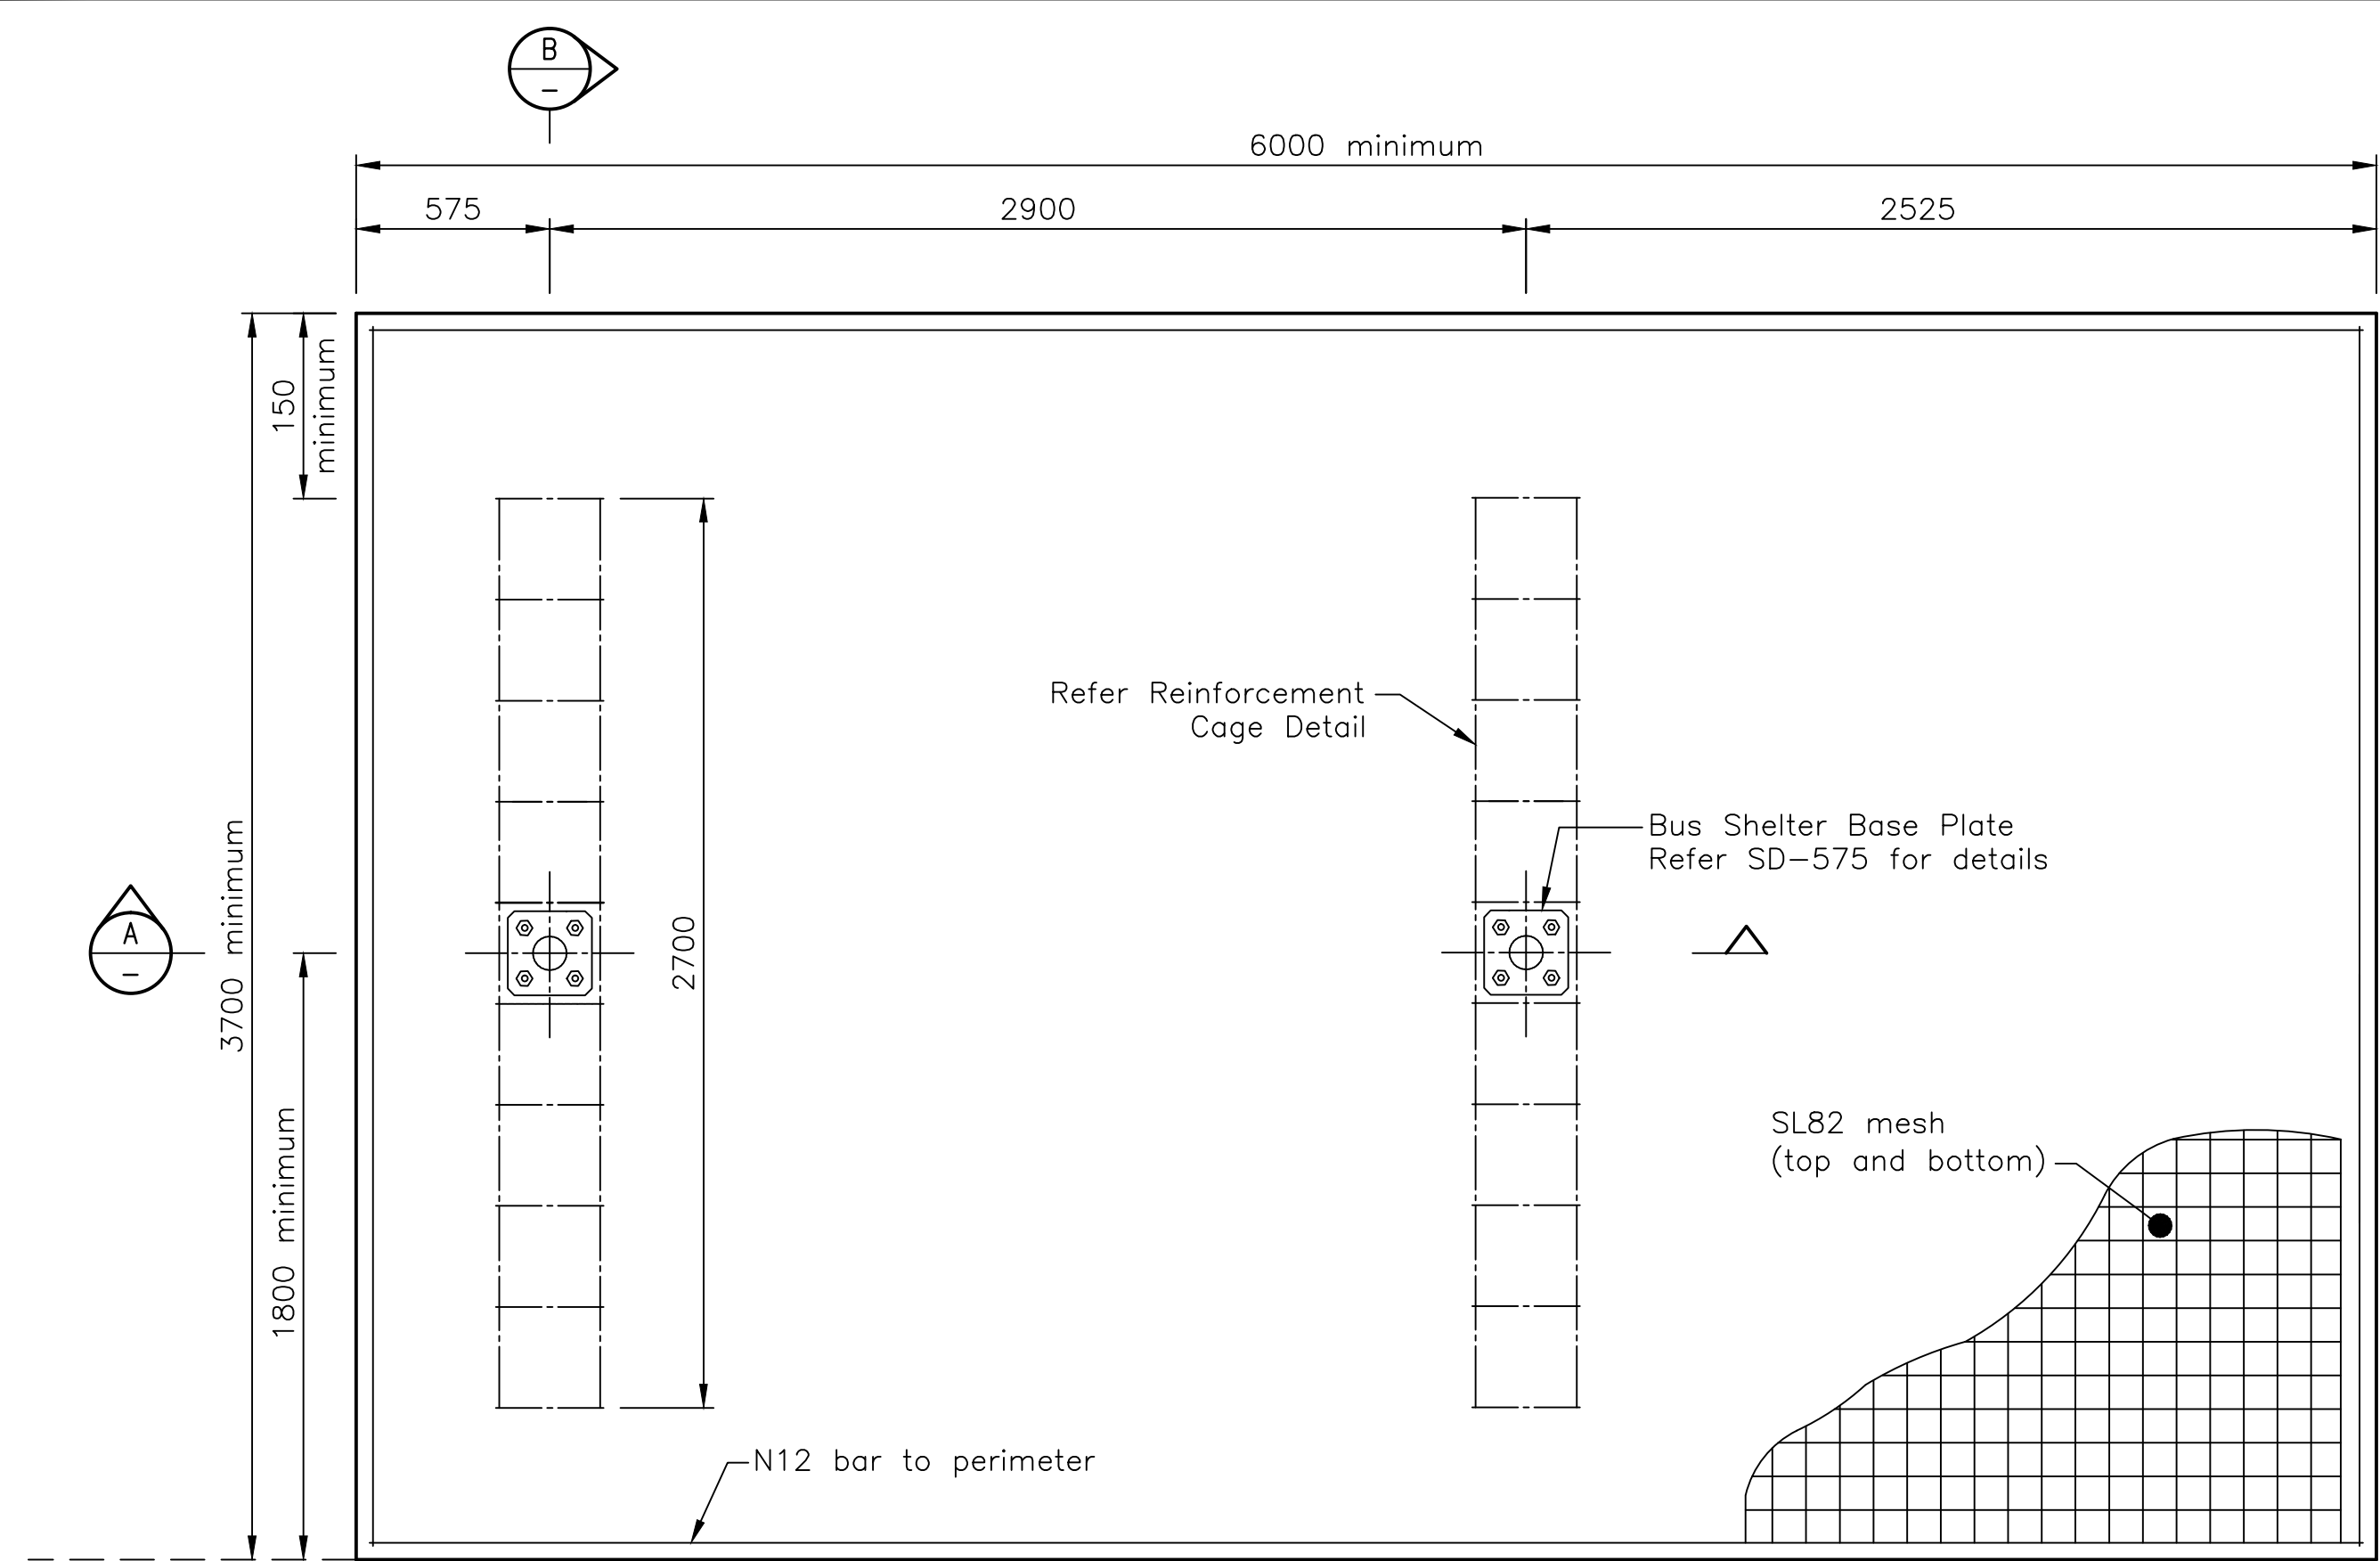 B
–
6000 minimum
575
2900
2525
150
minimum
3700 minimum
1800 minimum
2700
A
–
Refer Reinforcement
Cage Detail
Bus Shelter Base Plate
Refer SD–575 for details
SL82 mesh
(top and bottom)
N12 bar to perimeter